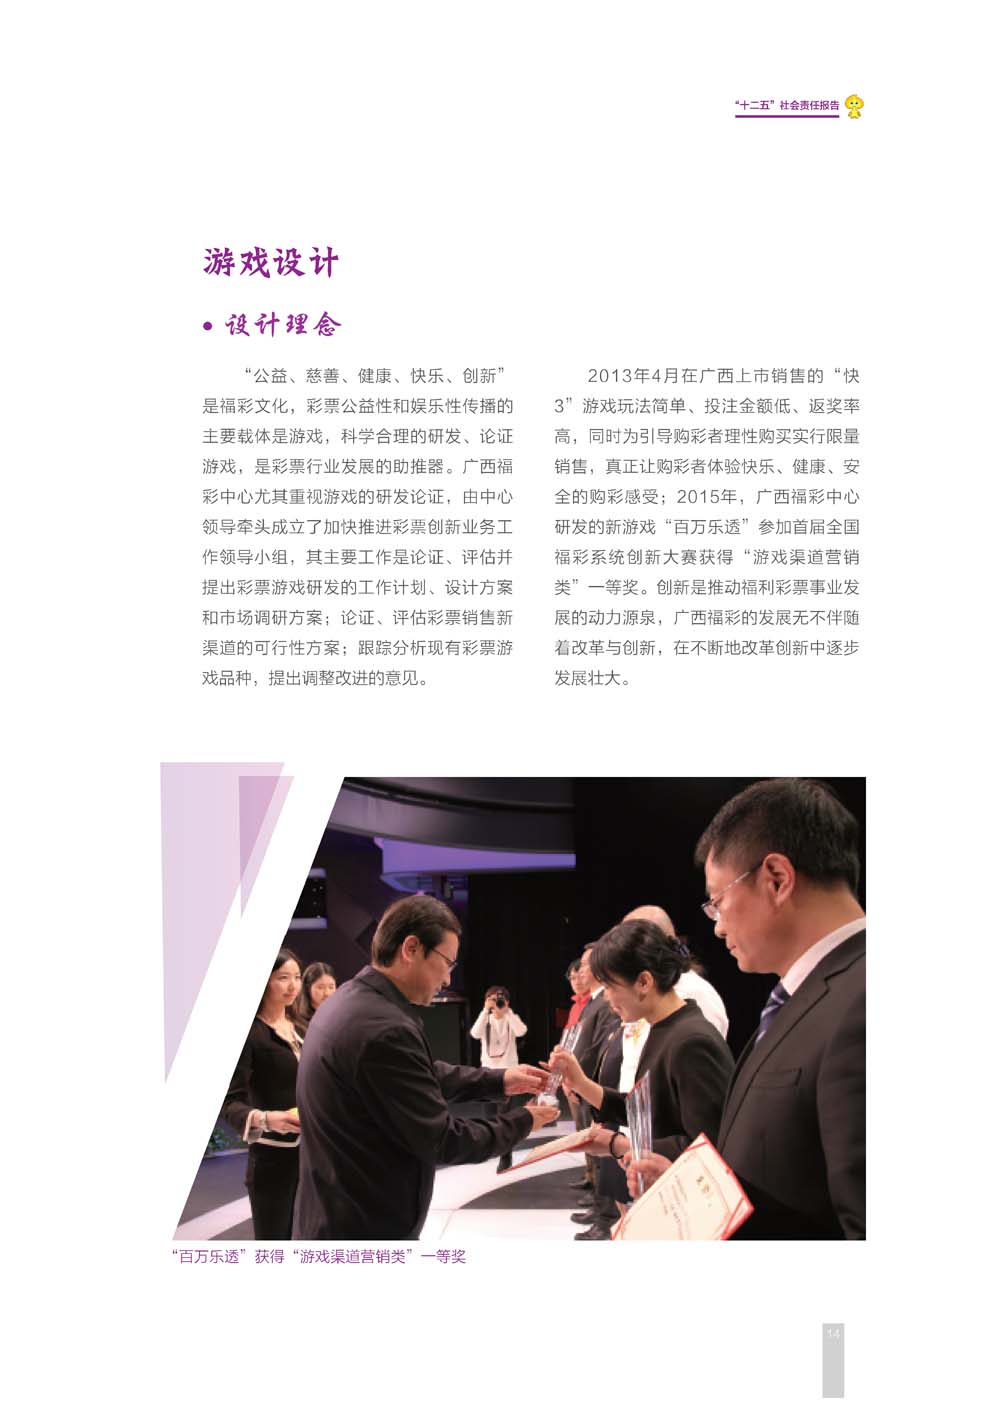 “十二五”社会责任报告
游戏设计
• 设计理念
“公益、慈善、健康、快乐、创新”
是福彩文化，彩票公益性和娱乐性传播的
主要载体是游戏，科学合理的研发、论证
游戏，是彩票行业发展的助推器。广西福
彩中心尤其重视游戏的研发论证，由中心
领导牵头成立了加快推进彩票创新业务工
作领导小组，其主要工作是论证、评估并
提出彩票游戏研发的工作计划、设计方案
和市场调研方案；论证、评估彩票销售新
渠道的可行性方案；跟踪分析现有彩票游
戏品种，提出调整改进的意见。
2013年4月在广西上市销售的“快
3”游戏玩法简单、投注金额低、返奖率
高，同时为引导购彩者理性购买实行限量
销售，真正让购彩者体验快乐、健康、安
全的购彩感受；2015年，广西福彩中心
研发的新游戏“百万乐透”参加首届全国
福彩系统创新大赛获得“游戏渠道营销
类”一等奖。创新是推动福利彩票事业发
展的动力源泉，广西福彩的发展无不伴随
着改革与创新，在不断地改革创新中逐步
发展壮大。
“百万乐透”获得“游戏渠道营销类”一等奖
14